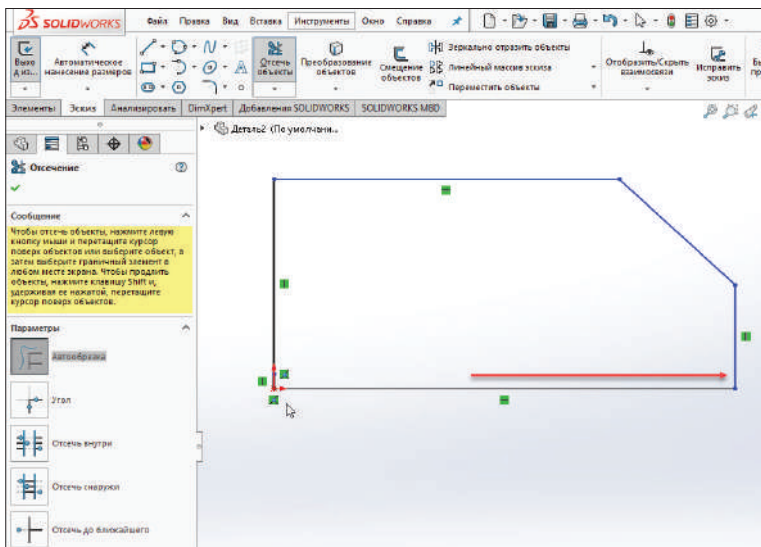 SOLIDWORKS Файл Правка Вид Вставка Инструменты Окно Справка
Выхо д из... Автоматическое нанесение размеров Отсечь объекты Преобразование объектов Смещение объектов Зеркально отразить объекты Линейный массив эскиза Переместить объекты Отобразить/Скрыть взаимосвязи Исправить эскиз
Элементы Эскиз Анализировать DimXpert Добавления SOLIDWORKS SOLIDWORKS MBD
Деталь2 (По умолчани...
Отсечение
Сообщение
Чтобы отсечь объекты, нажмите левую
кнопку мыши и перетащите курсор
поверх объектов или выберите объект, а
затем выберите граничный элемент в
любом месте экрана. Чтобы продлить
объекты, нажмите клавишу Shift и,
удерживая ее нажатой, перетащите
курсор поверх объектов.
Параметры
Автообрезка
Угол
Отсечь внутри
Отсечь снаружи
Отсечь до ближайшего